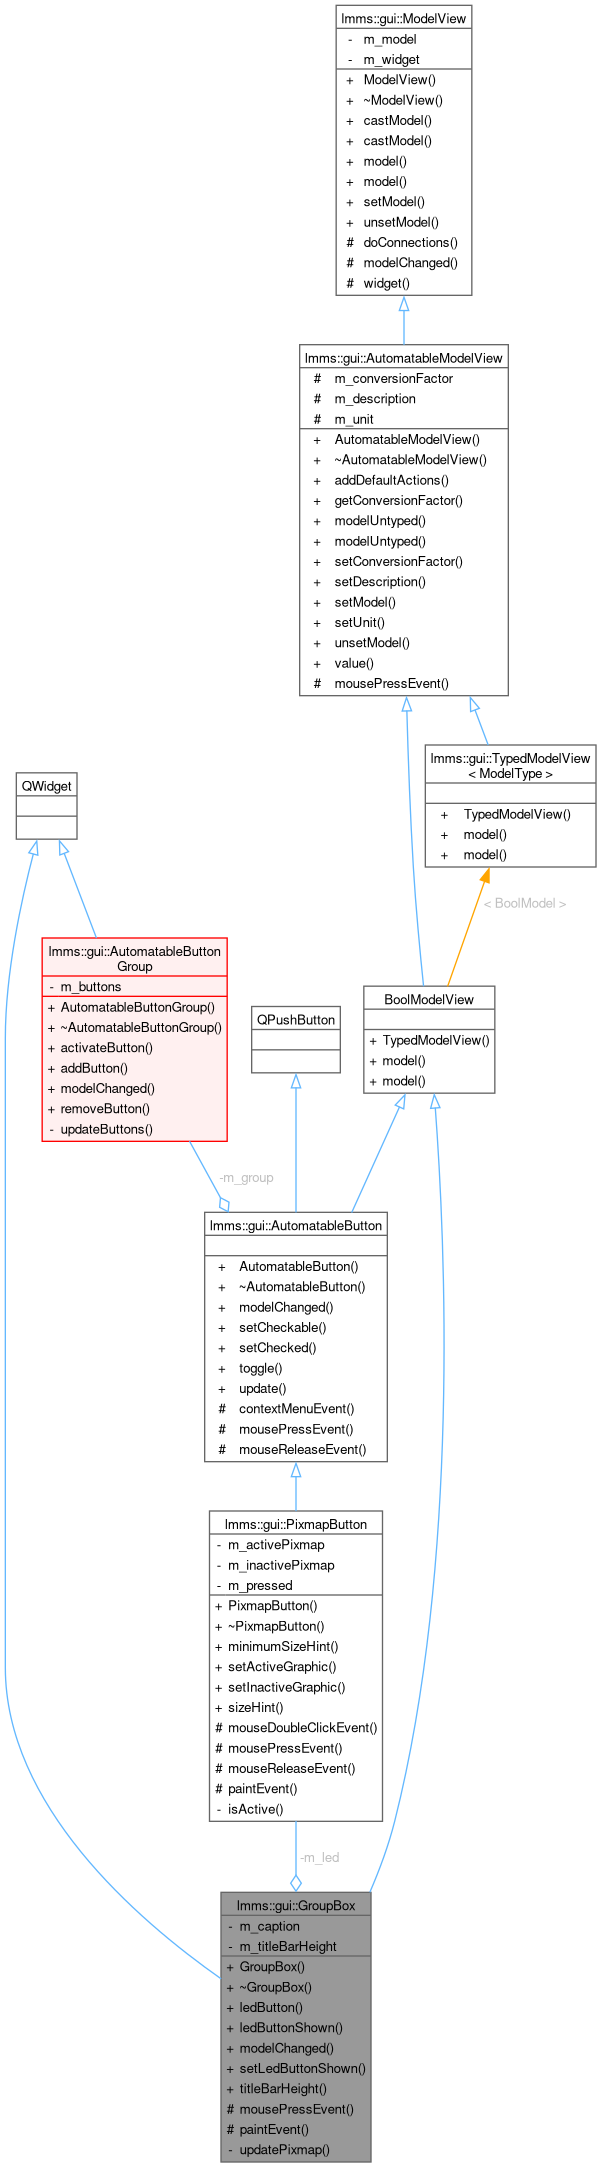 lmms::gui::ModelView
- m_model
- m_widget
+ ModelView()
+ ~ModelView()
+ castModel()
+ castModel()
+ model()
+ model()
+ setModel()
+ unsetModel()
# doConnections()
# modelChanged()
# widget()
lmms::gui::AutomatableModelView
# m_conversionFactor
# m_description
# m_unit
+ AutomatableModelView()
+ ~AutomatableModelView()
+ addDefaultActions()
+ getConversionFactor()
+ modelUntyped()
+ modelUntyped()
+ setConversionFactor()
+ setDescription()
+ setModel()
+ setUnit()
+ unsetModel()
+ value()
# mousePressEvent()
lmms::gui::TypedModelView
< ModelType >
+ TypedModelView()
+ model()
+ model()
QWidget
< BoolModel >
lmms::gui::AutomatableButton
Group
- m_buttons
+ AutomatableButtonGroup()
+ ~AutomatableButtonGroup()
+ activateButton()
+ addButton()
+ modelChanged()
+ removeButton()
- updateButtons()
QPushButton
BoolModelView
+ TypedModelView()
+ model()
+ model()
-m_group
lmms::gui::AutomatableButton
+ AutomatableButton()
+ ~AutomatableButton()
+ modelChanged()
+ setCheckable()
+ setChecked()
+ toggle()
+ update()
# contextMenuEvent()
# mousePressEvent()
# mouseReleaseEvent()
lmms::gui::PixmapButton
- m_activePixmap
- m_inactivePixmap
- m_pressed
+ PixmapButton()
+ ~PixmapButton()
+ minimumSizeHint()
+ setActiveGraphic()
+ setInactiveGraphic()
+ sizeHint()
# mouseDoubleClickEvent()
# mousePressEvent()
# mouseReleaseEvent()
# paintEvent()
- isActive()
-m_led
lmms::gui::GroupBox
- m_caption
- m_titleBarHeight
+ GroupBox()
+ ~GroupBox()
+ ledButton()
+ ledButtonShown()
+ modelChanged()
+ setLedButtonShown()
+ titleBarHeight()
# mousePressEvent()
# paintEvent()
- updatePixmap()